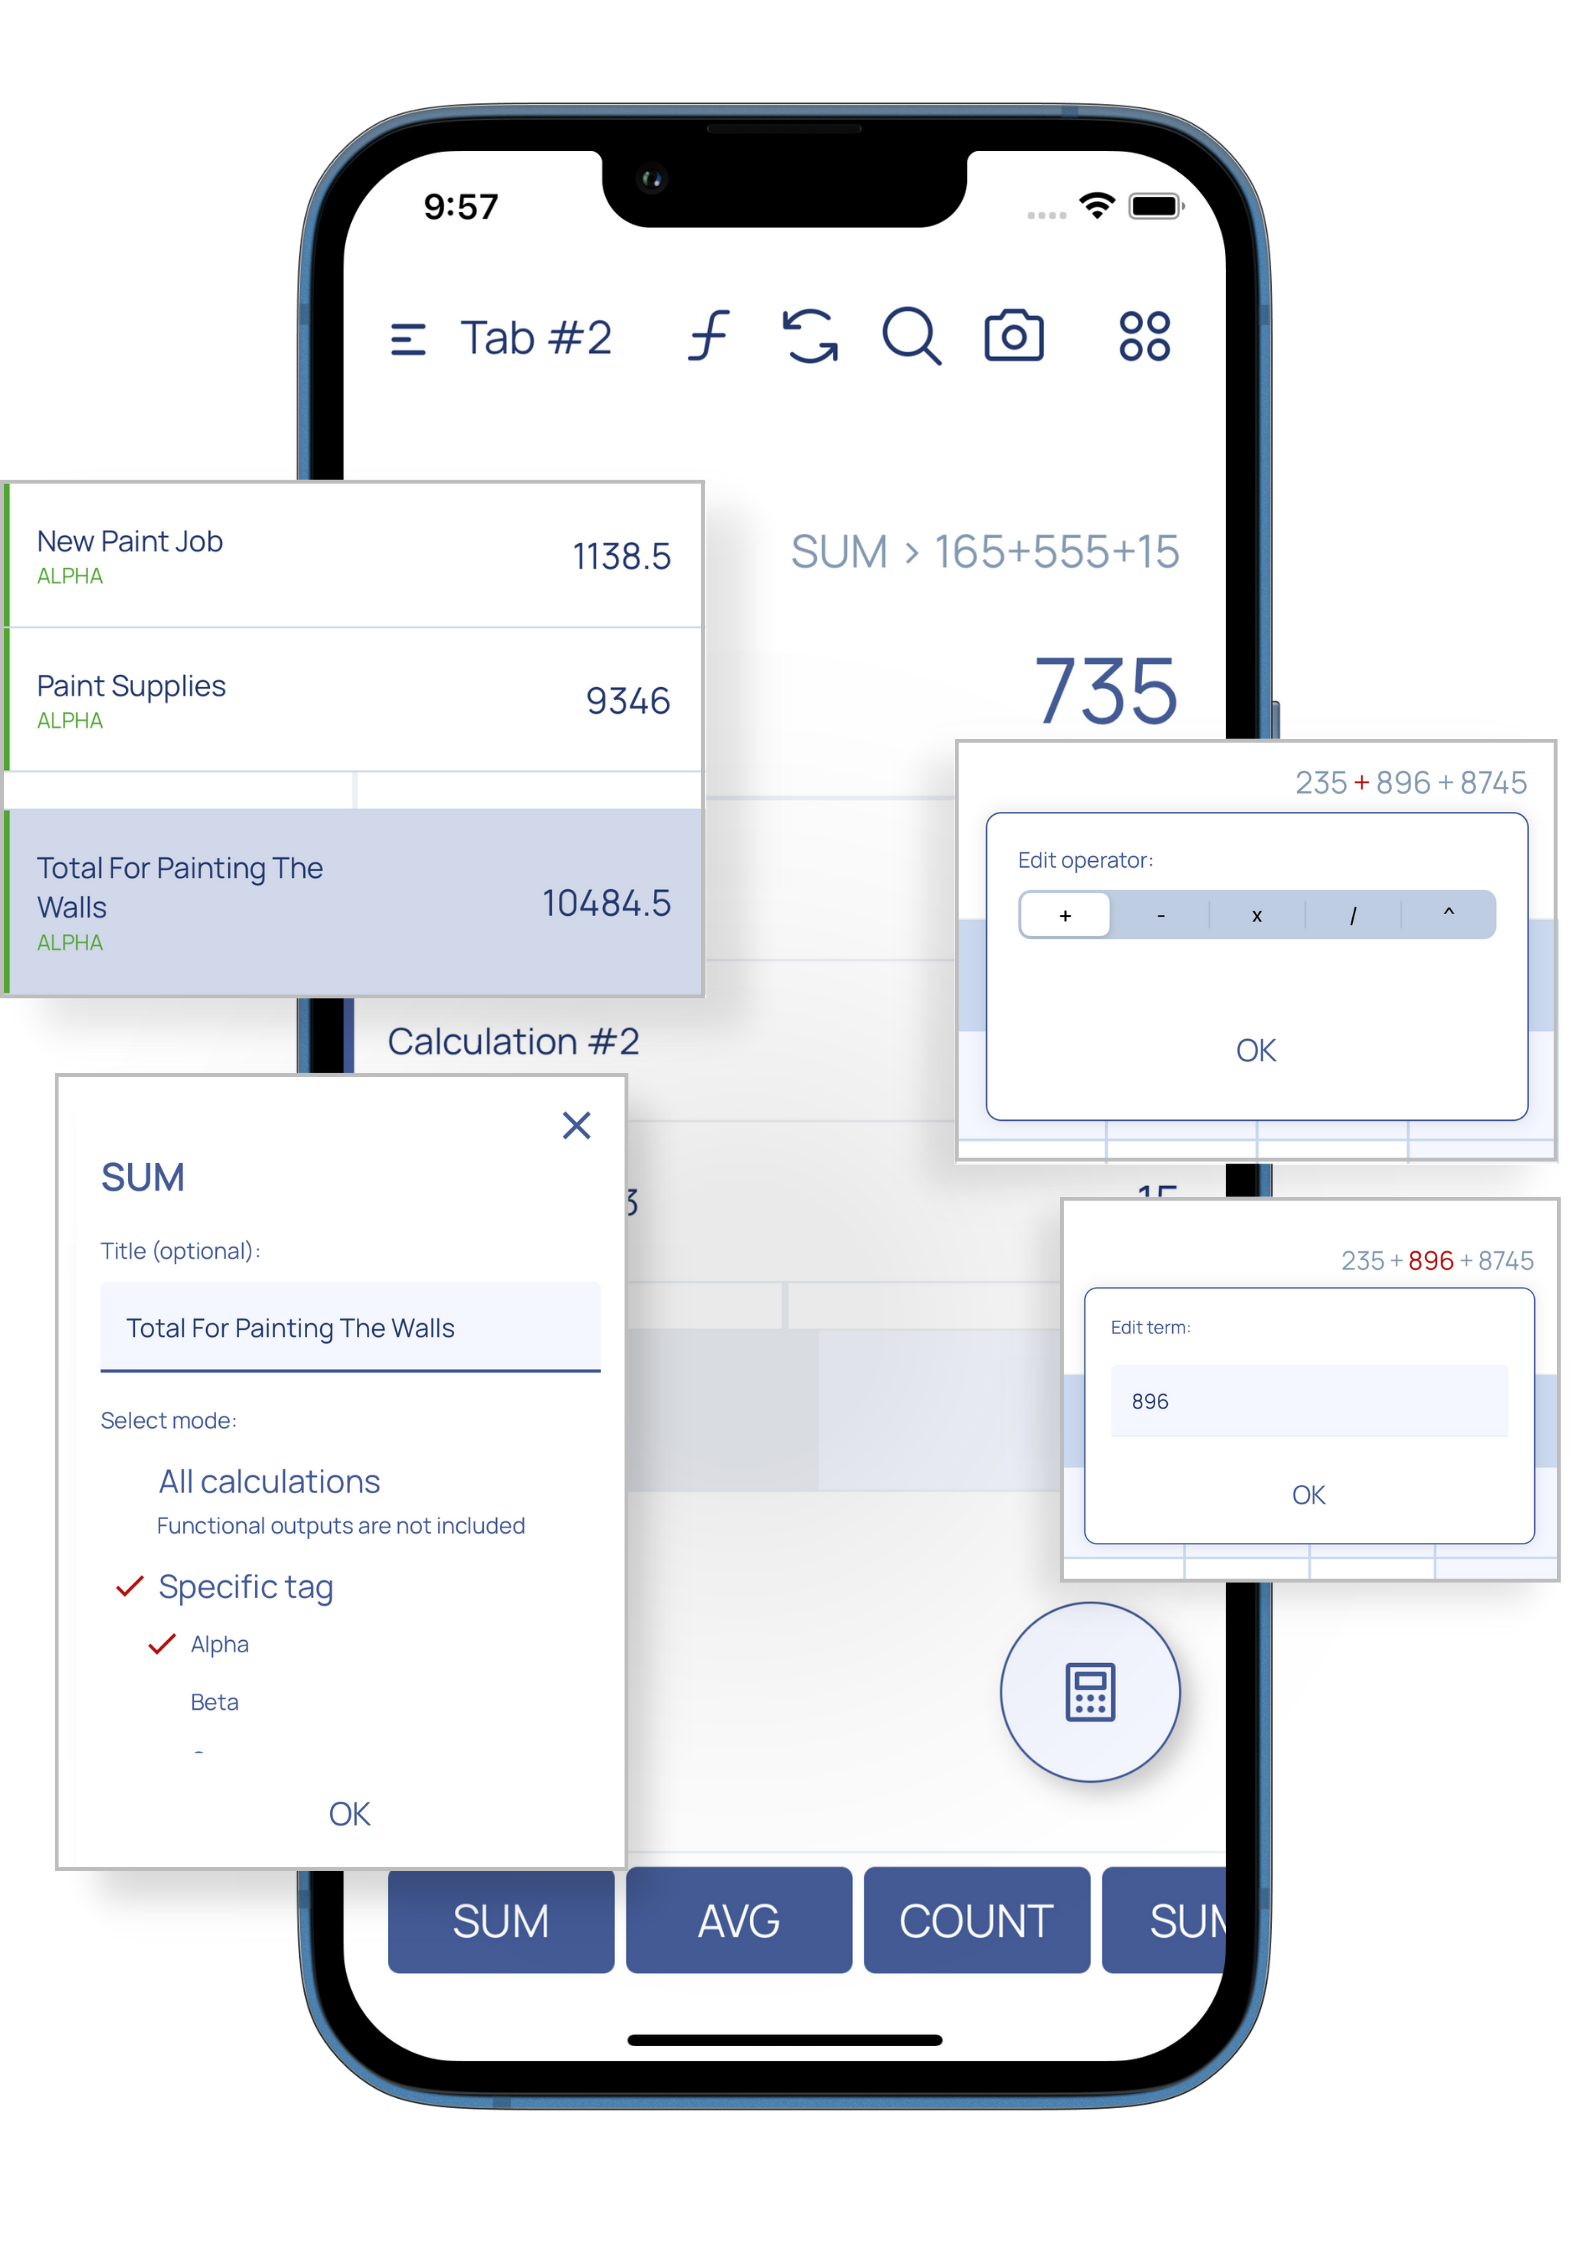 9:57
Tab #2
SUM > 165+555+15
735
New Paint Job
ALPHA
1138.5
Paint Supplies
ALPHA
9346
Total For Painting The
Walls
ALPHA
10484.5
235 + 896 + 8745
Edit operator:
+ - x / ^
OK
Calculation #2
3
15
SUM
Title (optional):
Total For Painting The Walls
Select mode:
All calculations
Functional outputs are not included
Specific tag
Alpha
Beta
OK
235 + 896 + 8745
Edit term:
896
OK
SUM AVG COUNT SUM